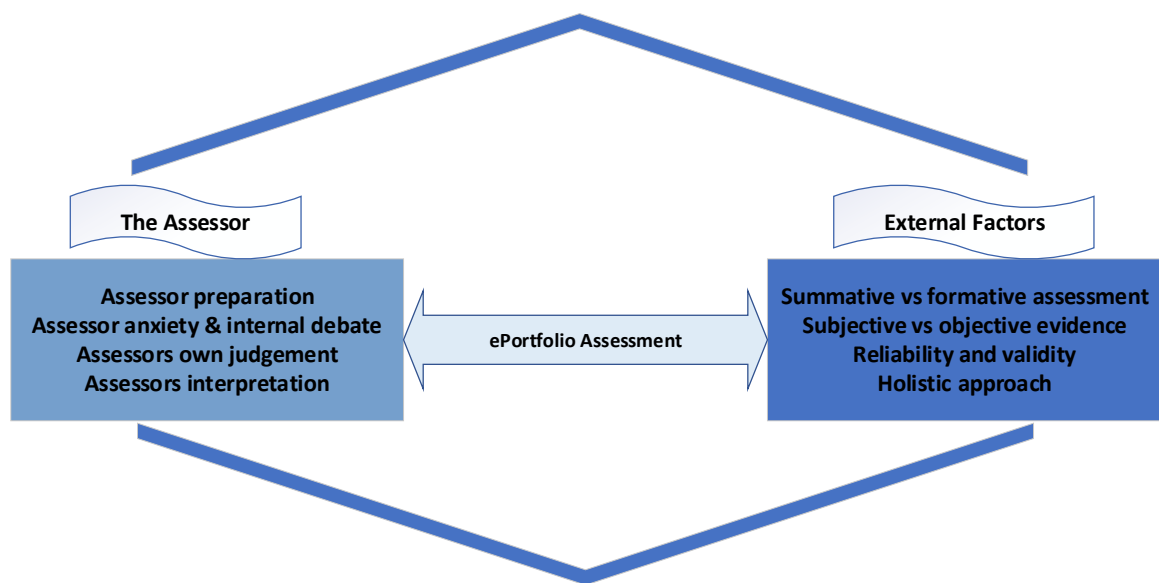 The Assessor
Assessor preparation
Assessor anxiety & internal debate
Assessors own judgement
Assessors interpretation
ePortfolio Assessment
External Factors
Summative vs formative assessment
Subjective vs objective evidence
Reliability and validity
Holistic approach